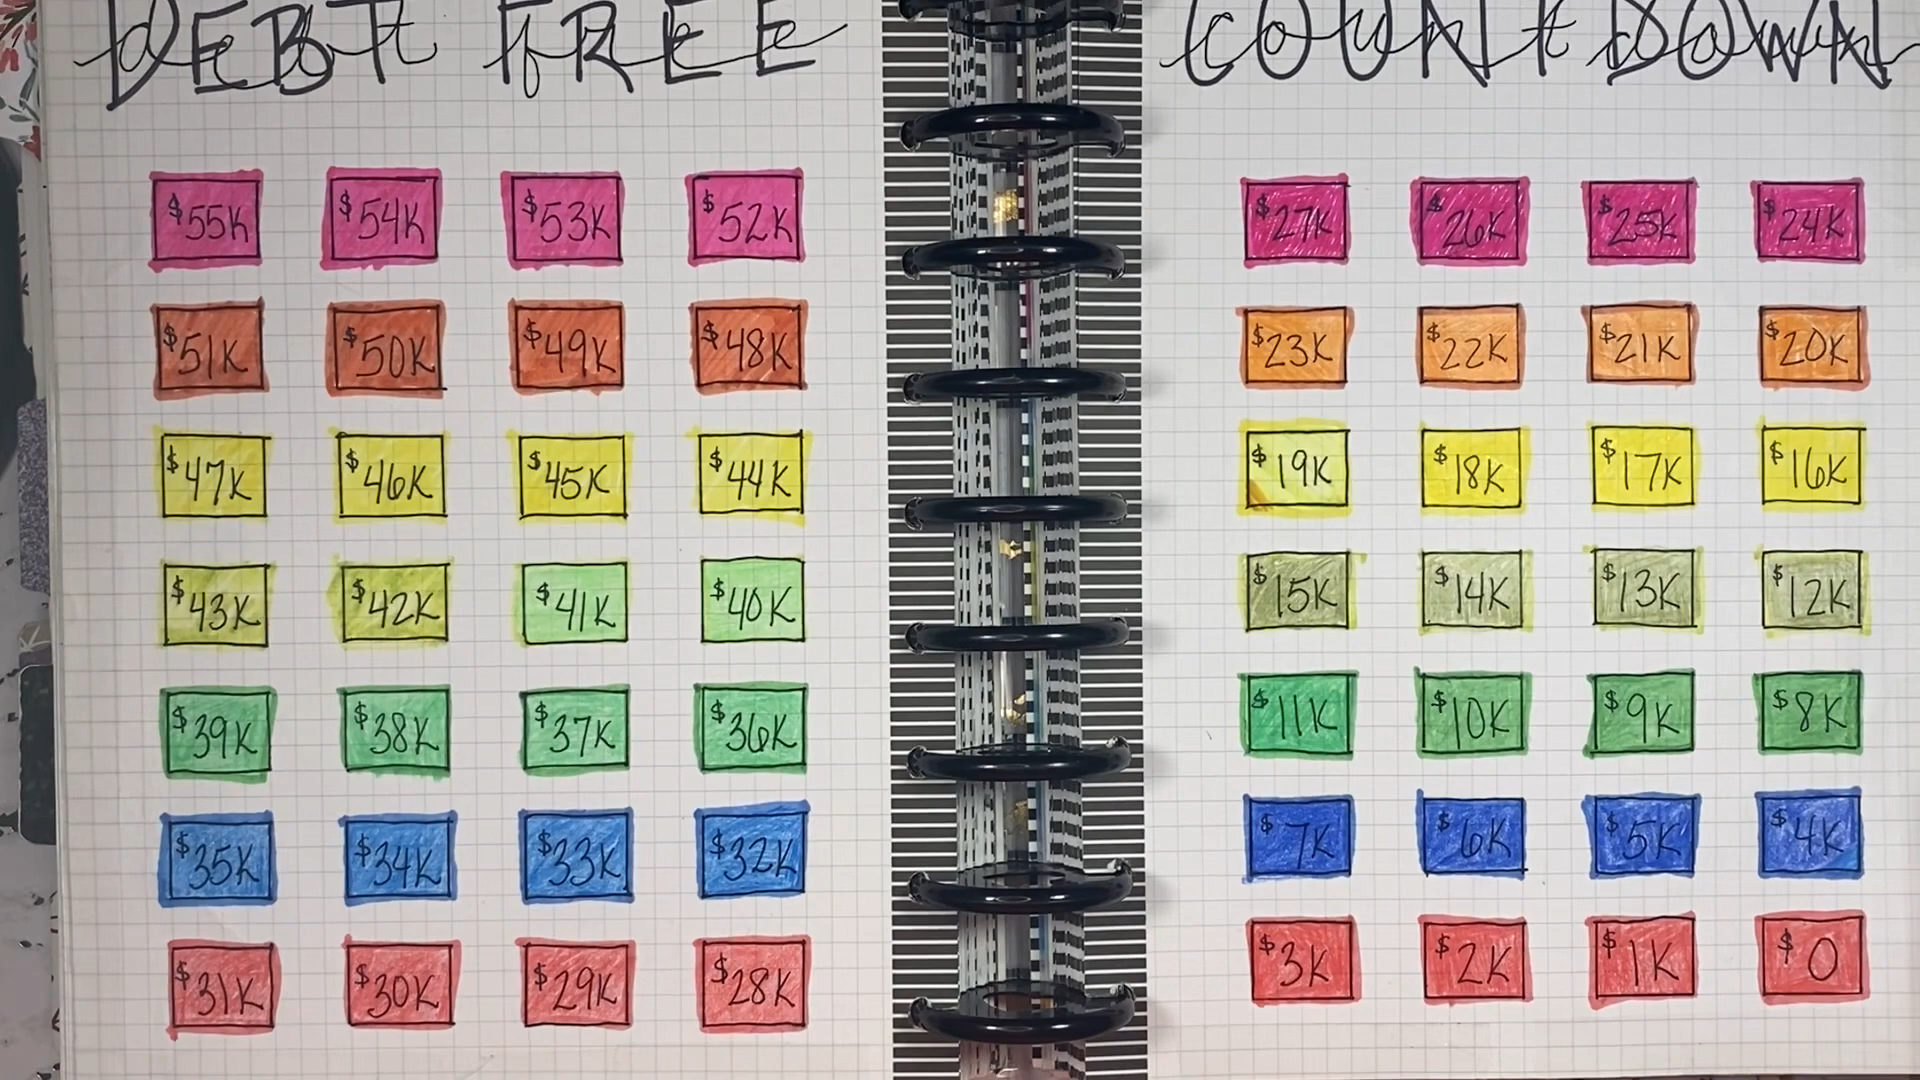 DEBT FREE COUNTDOWN
debt free countdown
$55K $54K $53K $52K
$51K $50K $49K $48K
$47K $46K $45K $44K
$43K $42K $41K $40K
$39K $38K $37K $36K
$35K $34K $33K $32K
$31K $30K $29K $28K
$27K $26K $25K $24K
$23K $22K $21K $20K
$19K $18K $17K $16K
$15K $14K $13K $12K
$11K $10K $9K $8K
$7K $6K $5K $4K
$3K $2K $1K $0